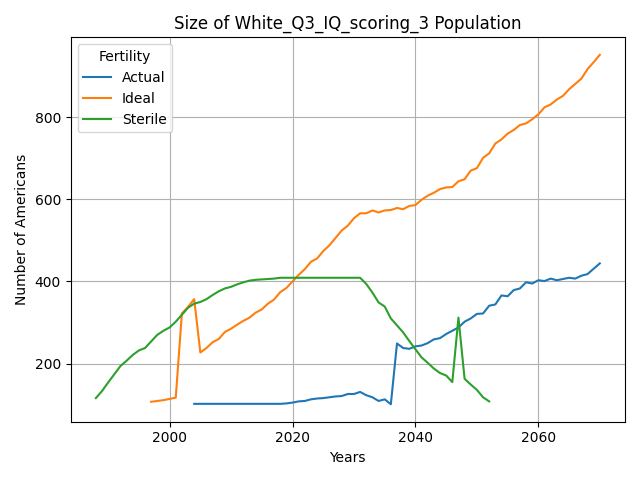 Size of White_Q3_IQ_scoring_3 Population
Fertility
Actual
Ideal
Sterile
Number of Americans
800
600
400
200
2000
2020
2040
2060
Years